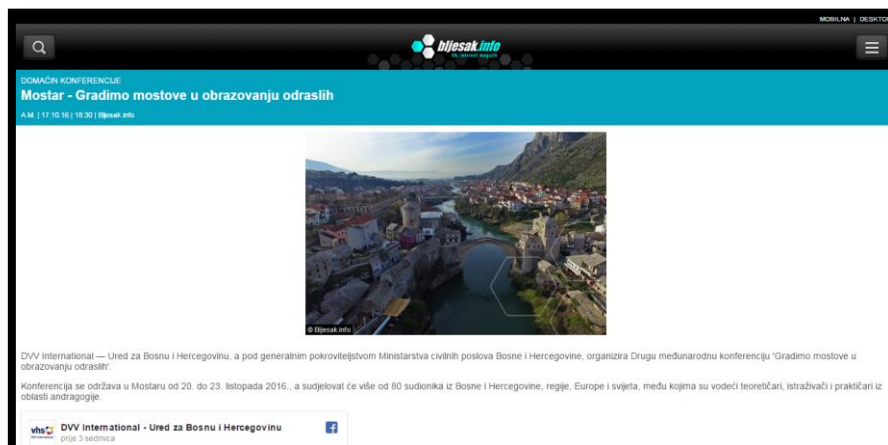 MOBILNA | DESKTO
bljesak.info
DOMAĆIN KONFERENCIJE
Mostar - Gradimo mostove u obrazovanju odraslih
A.M. | 17.10.16 | 18:30 | Bljesak.info
© Bljesak.info
DVV International — Ured za Bosnu i Hercegovinu, a pod generalnim pokroviteljstvom Ministarstva civilnih poslova Bosne i Hercegovine, organizira Drugu međunarodnu konferenciju 'Gradimo mostove u
obrazovanju odraslih'.
Konferencija se održava u Mostaru od 20. do 23. listopada 2016., a sudjelovat će više od 80 sudionika iz Bosne i Hercegovine, regije, Europe i svijeta, među kojima su vodeći teoretičari, istraživači i praktičari iz
oblasti andragogije.
vhs
DVV International - Ured za Bosnu i Hercegovinu
prije 3 sedmica